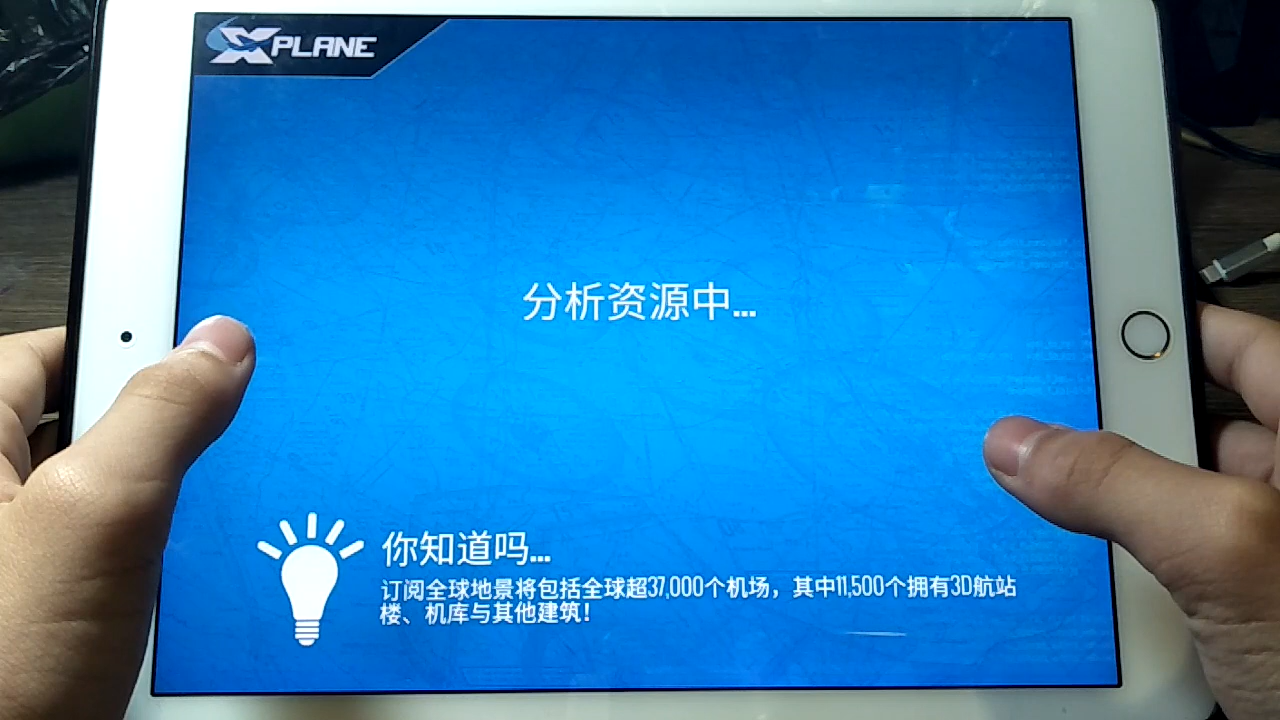 X PLANE
分析资源中...
你知道吗...
订阅全球地景将包括全球超37,000个机场，其中11,500个拥有3D航站
楼、机库与其他建筑！